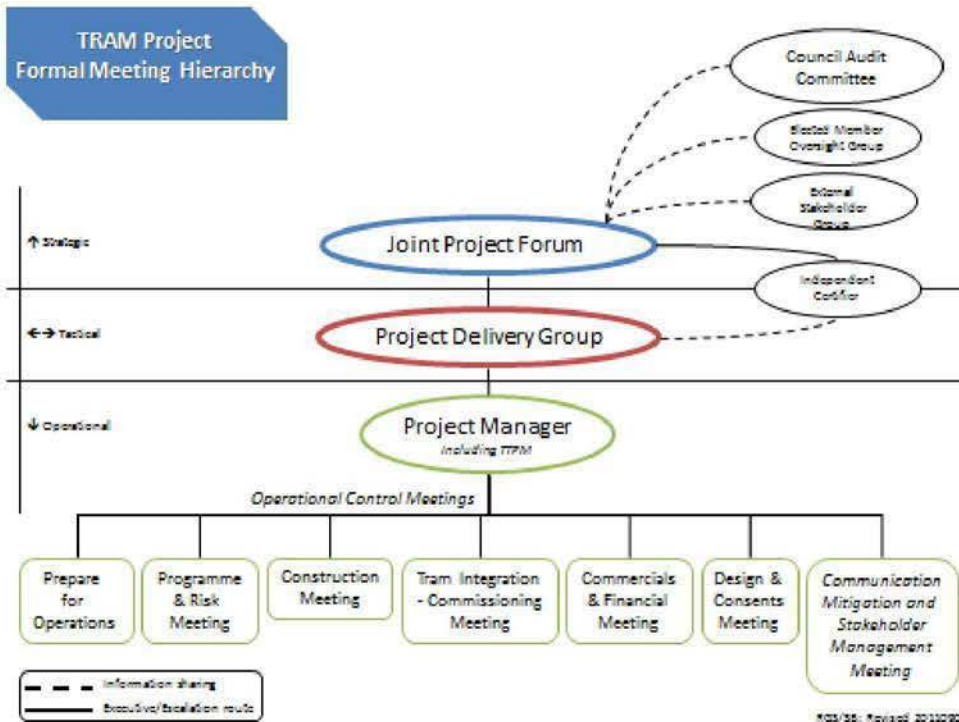 TRAM Project
Formal Meeting Hierarchy
Council Audit
Committee
Elected Member
Oversight Group
External
Stakeholder
Group
↑ Strategic
Joint Project Forum
Independent
Certifier
←→ Tactical
Project Delivery Group
↓ Operational
Project Manager
Including TTPM
Operational Control Meetings
Prepare
for
Operations
Programme
& Risk
Meeting
Construction
Meeting
Tram Integration
- Commissioning
Meeting
Commercials
& Financial
Meeting
Design &
Consents
Meeting
Communication
Mitigation and
Stakeholder
Management
Meeting
Information sharing
Executive/Escalation route
Revised